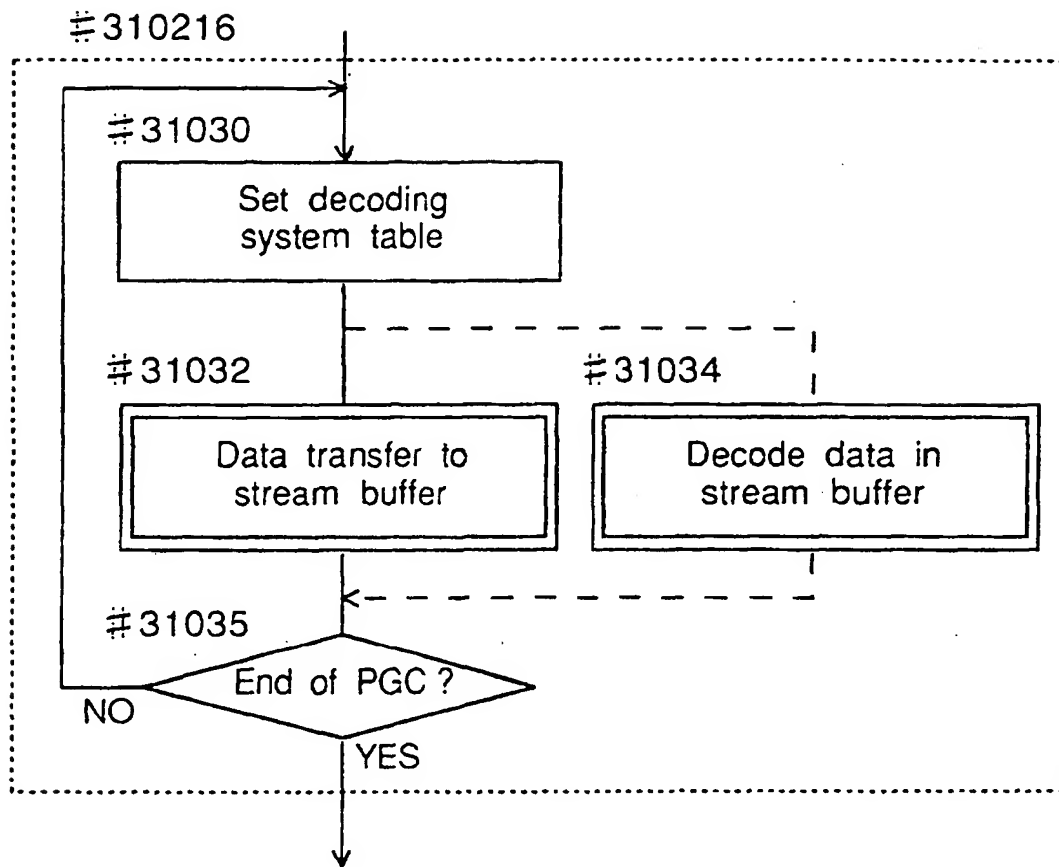 #310216
#31030
Set decoding
system table
#31032
#31034
Data transfer to
stream buffer
Decode data in
stream buffer
#31035
End of PGC ?
NO
YES